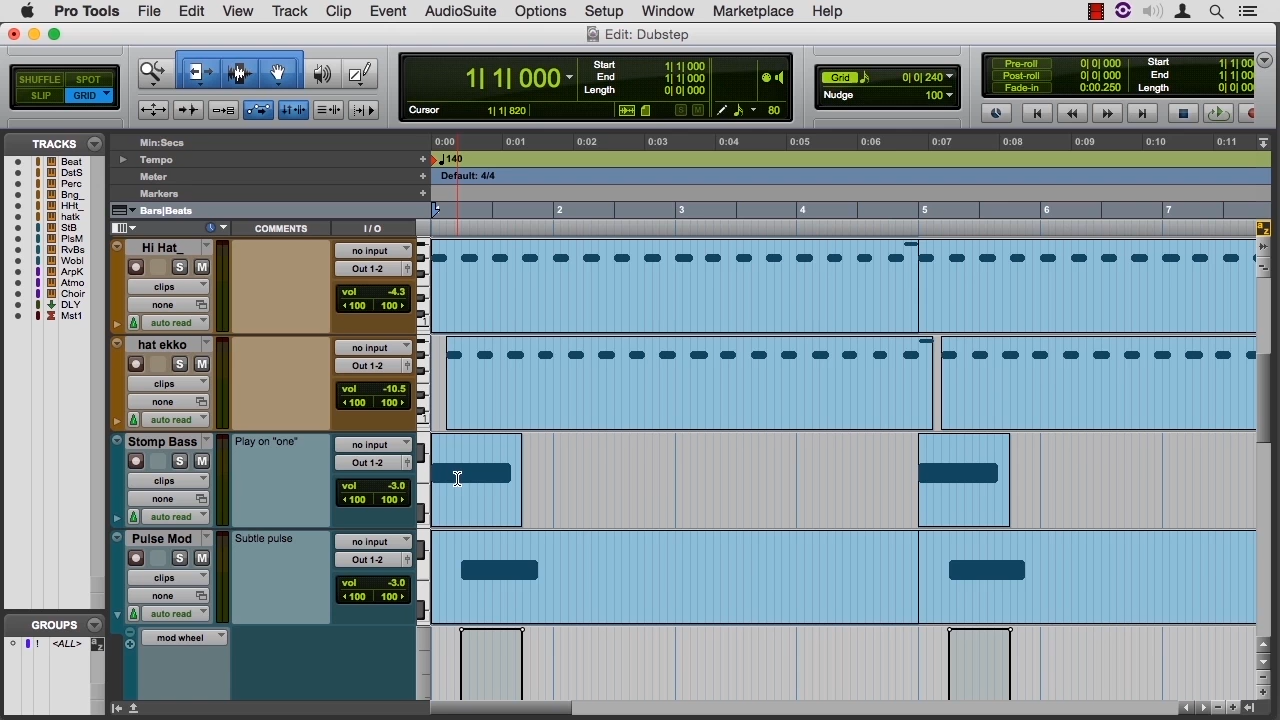 Pro Tools File Edit View Track Clip Event AudioSuite Options Setup Window Marketplace Help
Edit: Dubstep
SHUFFLE SPOT
SLIP GRID
1| 1| 000
Start 1| 1| 000
End 1| 1| 000
Length 0| 0| 000
Cursor 1| 1| 820
80
Grid 0| 0| 240
Nudge 100
Pre-roll 0| 0| 000
Post-roll 0| 0| 000
Fade-in 0:00.250
Start
End
Length
TRACKS
Beat
DstS
Perc
Bng_
HHt_
hatk
StB
PlsM
RvBs
Wobl
ArpK
Atmo
Choir
DLY
Mst1
GROUPS
! <ALL>
Min:Secs 0:00 0:01 0:02 0:03 0:04 0:05 0:06 0:07 0:08 0:09 0:10 0:11
Tempo 140
Meter Default: 4/4
Markers
Bars|Beats 2 3 4 5 6 7
COMMENTS I / O
Hi Hat_ no input
S M Out 1-2
clips vol -4.3
none 100 100
auto read
hat ekko no input
S M Out 1-2
clips vol -10.5
none 100 100
auto read
Stomp Bass Play on "one" no input
S M Out 1-2
clips vol -3.0
none 100 100
auto read
Pulse Mod Subtle pulse no input
S M Out 1-2
clips vol -3.0
none 100 100
auto read
mod wheel